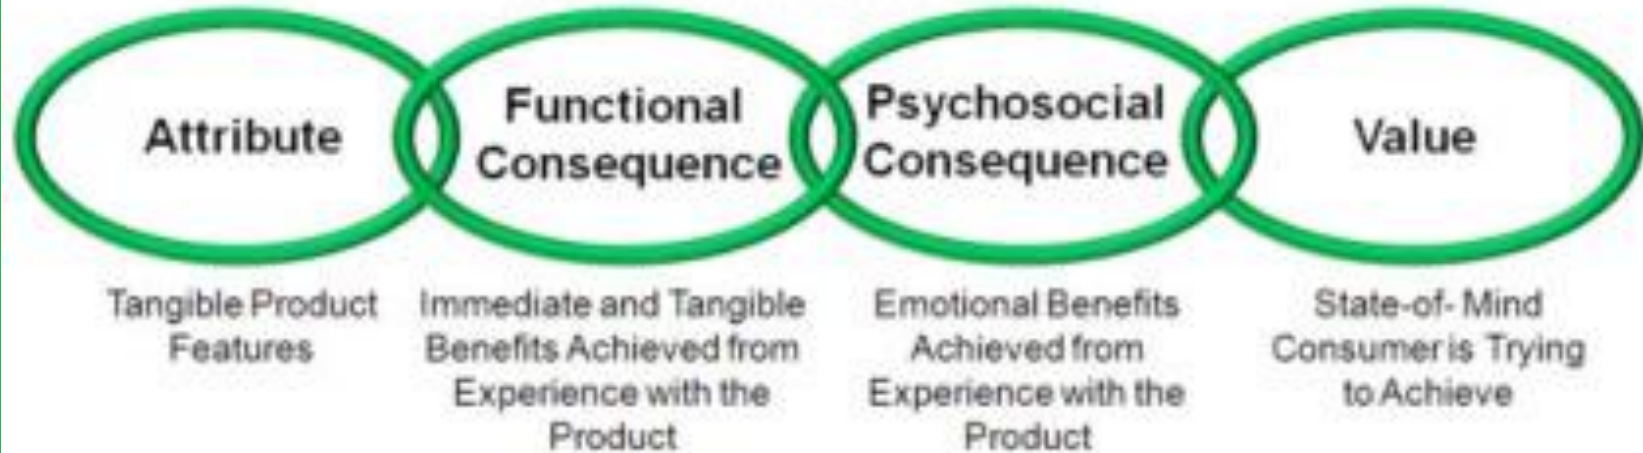 Attribute
Functional
Consequence
Psychosocial
Consequence
Value
Tangible Product
Features
Immediate and Tangible
Benefits Achieved from
Experience with the
Product
Emotional Benefits
Achieved from
Experience with the
Product
State-of- Mind
Consumer is Trying
to Achieve